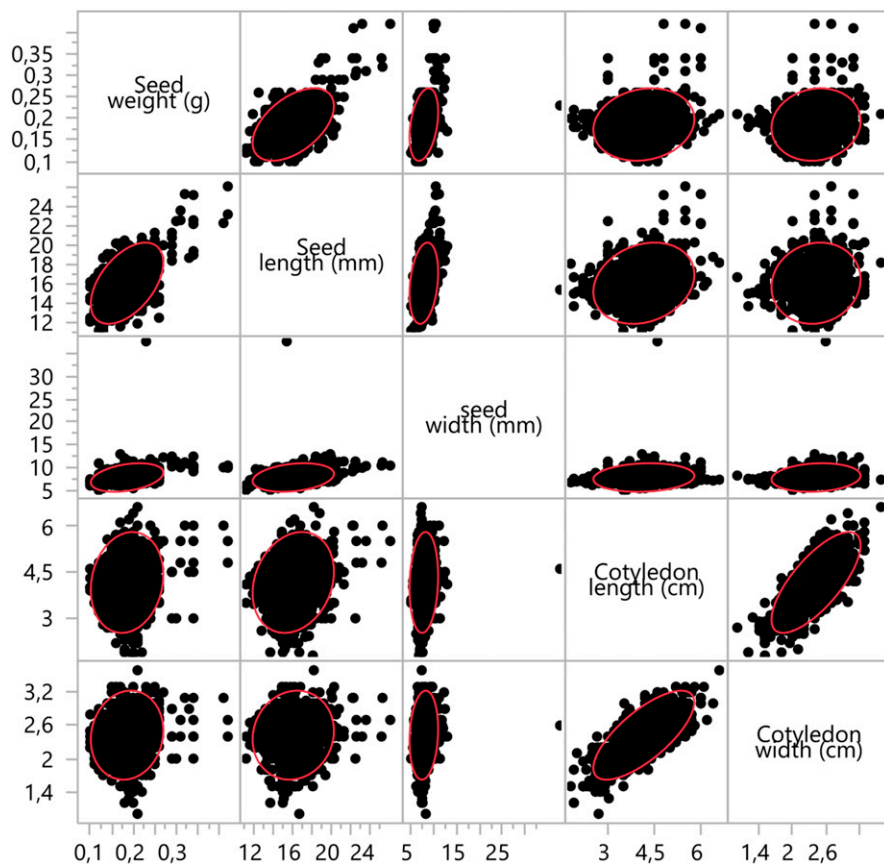 0,35
0,3
0,25
0,2
0,15
0,1
Seed
weight (g)
24
22
20
18
16
14
12
Seed
length (mm)
30
25
20
15
10
5
seed
width (mm)
6
4,5
3
Cotyledon
length (cm)
3,2
2,6
2
1,4
Cotyledon
width (cm)
0,1 0,2 0,3 12 16 20 24 5 15 25 3 4,5 6 1,4 2 2,6